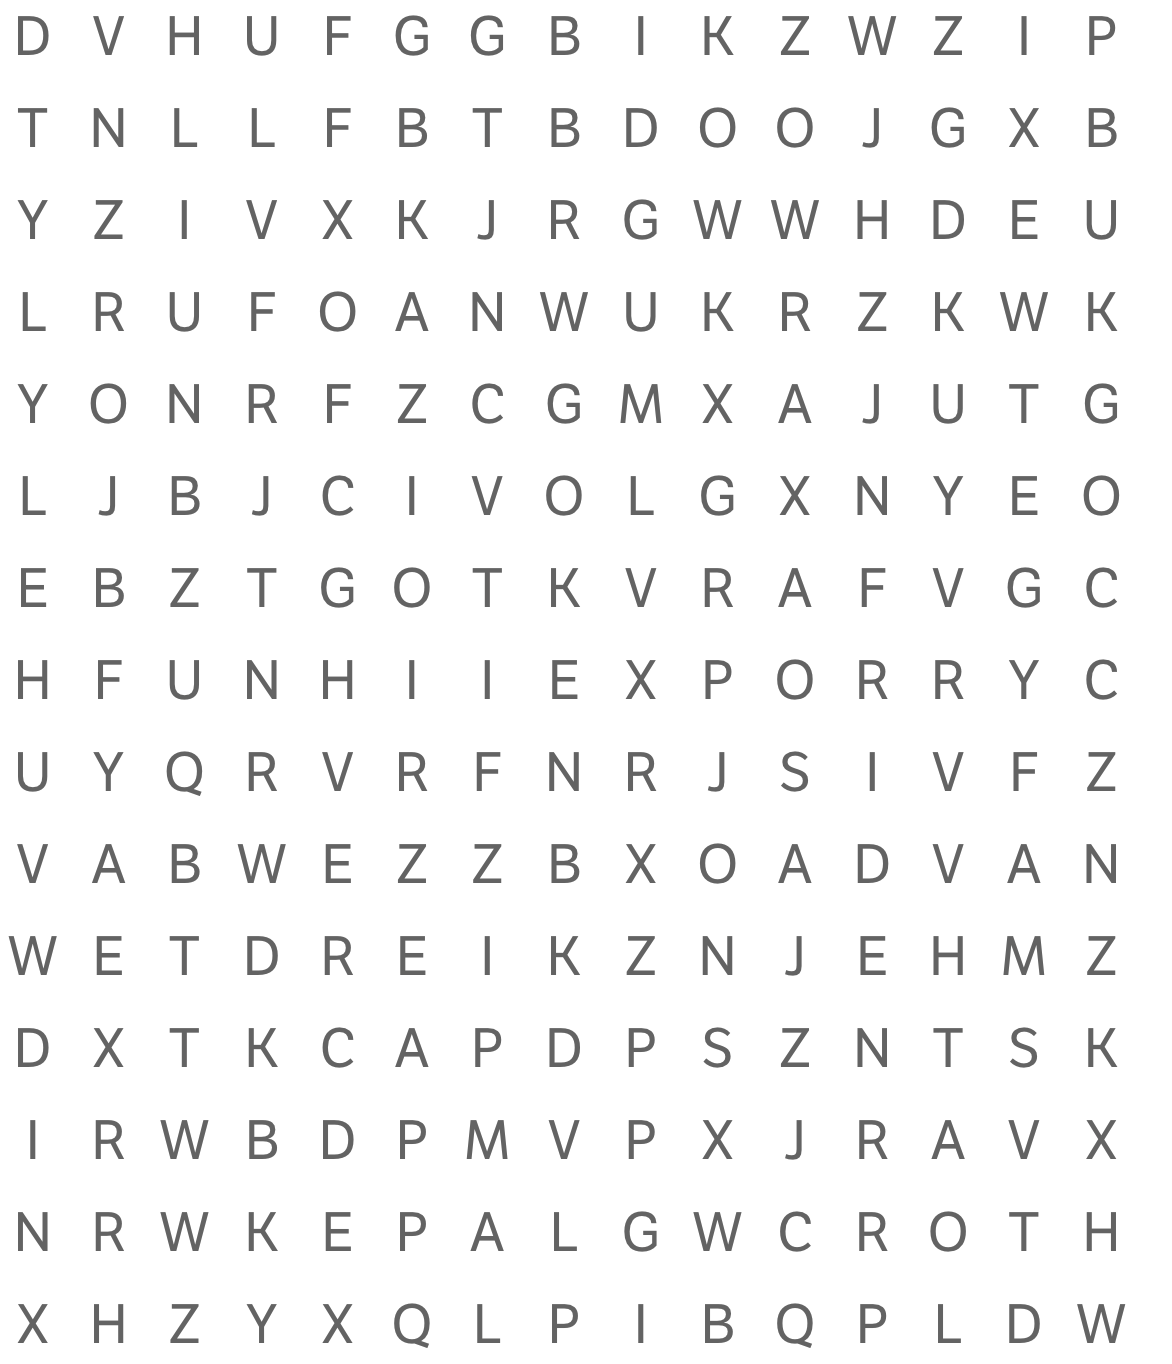 D V H U F G G B I K Z W Z I P
T N L L F B T B D O O J G X B
Y Z I V X K J R G W W H D E U
L R U F O A N W U K R Z K W K
Y O N R F Z C G M X A J U T G
L J B J C I V O L G X N Y E O
E B Z T G O T K V R A F V G C
H F U N H I I E X P O R R Y C
U Y Q R V R F N R J S I V F Z
V A B W E Z Z B X O A D V A N
W E T D R E I K Z N J E H M Z
D X T K C A P D P S Z N T S K
I R W B D P M V P X J R A V X
N R W K E P A L G W C R O T H
X H Z Y X Q L P I B Q P L D W